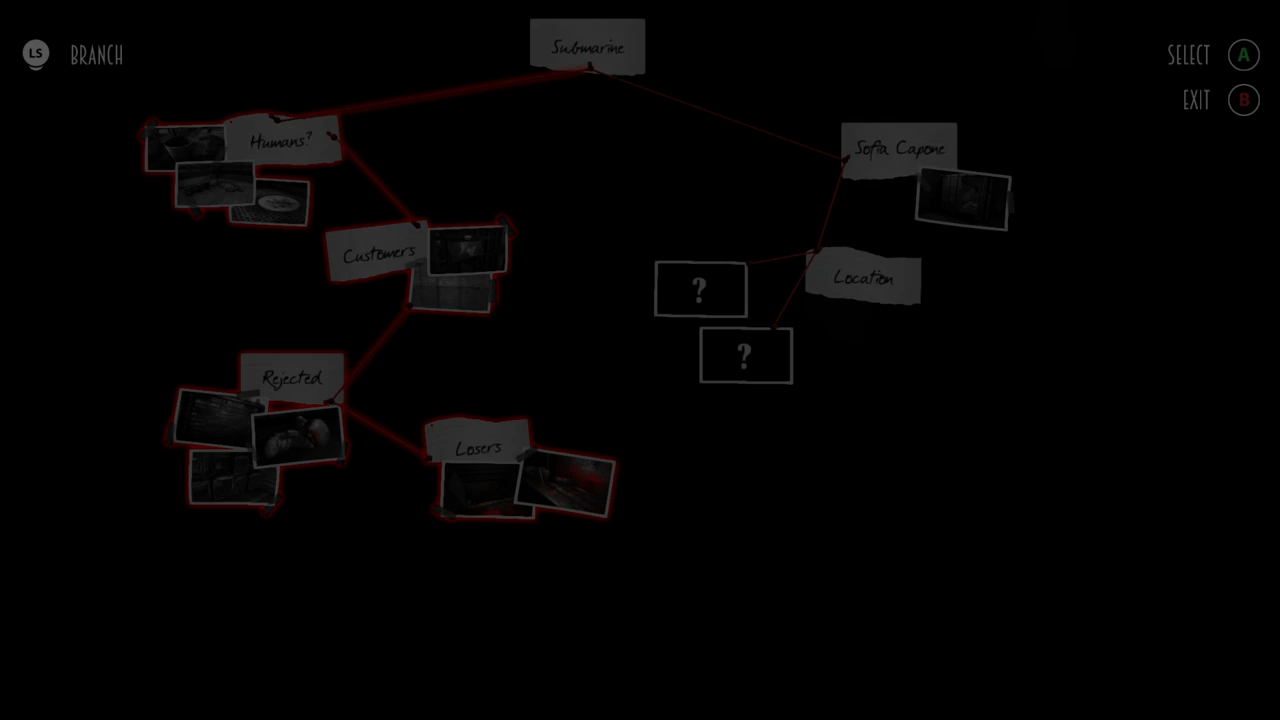 Submarine
LS BRANCH
SELECT A
EXIT B
Humans?
Sofia Capone
Customers
Location
?
?
Rejected
Losers